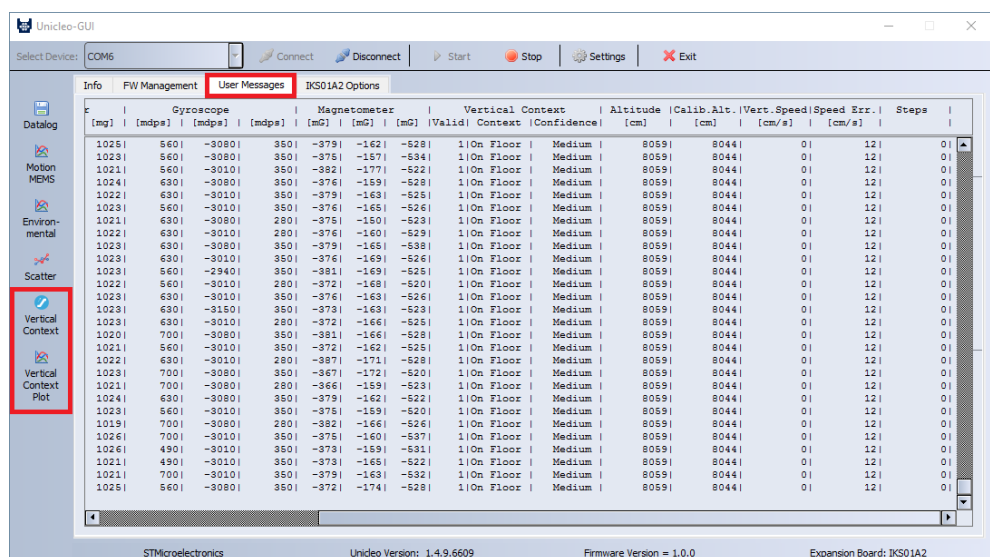 Unicleo-GUI
Select Device: COM6 Connect Disconnect Start Stop Settings Exit
Info FW Management User Messages IKS01A2 Options
Datalog
Motion
MEMS
Environ-
mental
Scatter
Vertical
Context
Vertical
Context
Plot
r | Gyroscope | Magnetometer | Vertical Context | Altitude |Calib.Alt.|Vert.Speed|Speed Err.| Steps |
[mg] | [mdps] | [mdps] | [mdps] | [mG] | [mG] | [mG] |Valid| Context |Confidence| [cm] | [cm] | [cm/s] | [cm/s] | |
1025| 560| -3080| 350| -379| -162| -528| 1|On Floor | Medium | 8059| 8044| 0| 12| 0|
1023| 560| -3080| 350| -375| -157| -534| 1|On Floor | Medium | 8059| 8044| 0| 12| 0|
1021| 560| -3010| 350| -382| -177| -522| 1|On Floor | Medium | 8059| 8044| 0| 12| 0|
1024| 630| -3080| 350| -376| -159| -528| 1|On Floor | Medium | 8059| 8044| 0| 12| 0|
1022| 630| -3010| 350| -379| -163| -525| 1|On Floor | Medium | 8059| 8044| 0| 12| 0|
1023| 560| -3010| 350| -376| -165| -526| 1|On Floor | Medium | 8059| 8044| 0| 12| 0|
1021| 630| -3080| 280| -375| -150| -523| 1|On Floor | Medium | 8059| 8044| 0| 12| 0|
1022| 630| -3010| 280| -376| -160| -529| 1|On Floor | Medium | 8059| 8044| 0| 12| 0|
1023| 630| -3080| 350| -379| -165| -538| 1|On Floor | Medium | 8059| 8044| 0| 12| 0|
1023| 630| -3010| 350| -376| -169| -526| 1|On Floor | Medium | 8059| 8044| 0| 12| 0|
1023| 560| -2940| 350| -381| -169| -525| 1|On Floor | Medium | 8059| 8044| 0| 12| 0|
1022| 560| -3010| 280| -372| -168| -520| 1|On Floor | Medium | 8059| 8044| 0| 12| 0|
1023| 630| -3010| 350| -376| -163| -526| 1|On Floor | Medium | 8059| 8044| 0| 12| 0|
1023| 630| -3150| 350| -373| -163| -523| 1|On Floor | Medium | 8059| 8044| 0| 12| 0|
1023| 630| -3010| 280| -372| -166| -525| 1|On Floor | Medium | 8059| 8044| 0| 12| 0|
1020| 700| -3080| 350| -381| -166| -528| 1|On Floor | Medium | 8059| 8044| 0| 12| 0|
1021| 560| -3010| 350| -372| -162| -525| 1|On Floor | Medium | 8059| 8044| 0| 12| 0|
1022| 630| -3010| 280| -387| -171| -528| 1|On Floor | Medium | 8059| 8044| 0| 12| 0|
1023| 700| -3080| 350| -367| -172| -520| 1|On Floor | Medium | 8059| 8044| 0| 12| 0|
1021| 700| -3080| 280| -366| -159| -523| 1|On Floor | Medium | 8059| 8044| 0| 12| 0|
1024| 630| -3080| 350| -379| -162| -522| 1|On Floor | Medium | 8059| 8044| 0| 12| 0|
1023| 560| -3010| 350| -375| -159| -520| 1|On Floor | Medium | 8059| 8044| 0| 12| 0|
1019| 700| -3080| 280| -382| -166| -526| 1|On Floor | Medium | 8059| 8044| 0| 12| 0|
1026| 700| -3010| 350| -375| -160| -537| 1|On Floor | Medium | 8059| 8044| 0| 12| 0|
1026| 490| -3010| 350| -373| -159| -531| 1|On Floor | Medium | 8059| 8044| 0| 12| 0|
1021| 490| -3010| 350| -373| -165| -522| 1|On Floor | Medium | 8059| 8044| 0| 12| 0|
1021| 700| -3010| 350| -379| -163| -532| 1|On Floor | Medium | 8059| 8044| 0| 12| 0|
1025| 560| -3080| 350| -372| -174| -528| 1|On Floor | Medium | 8059| 8044| 0| 12| 0|
STMicroelectronics Unicleo Version: 1.4.9.6609 Firmware Version = 1.0.0 Expansion Board: IKS01A2